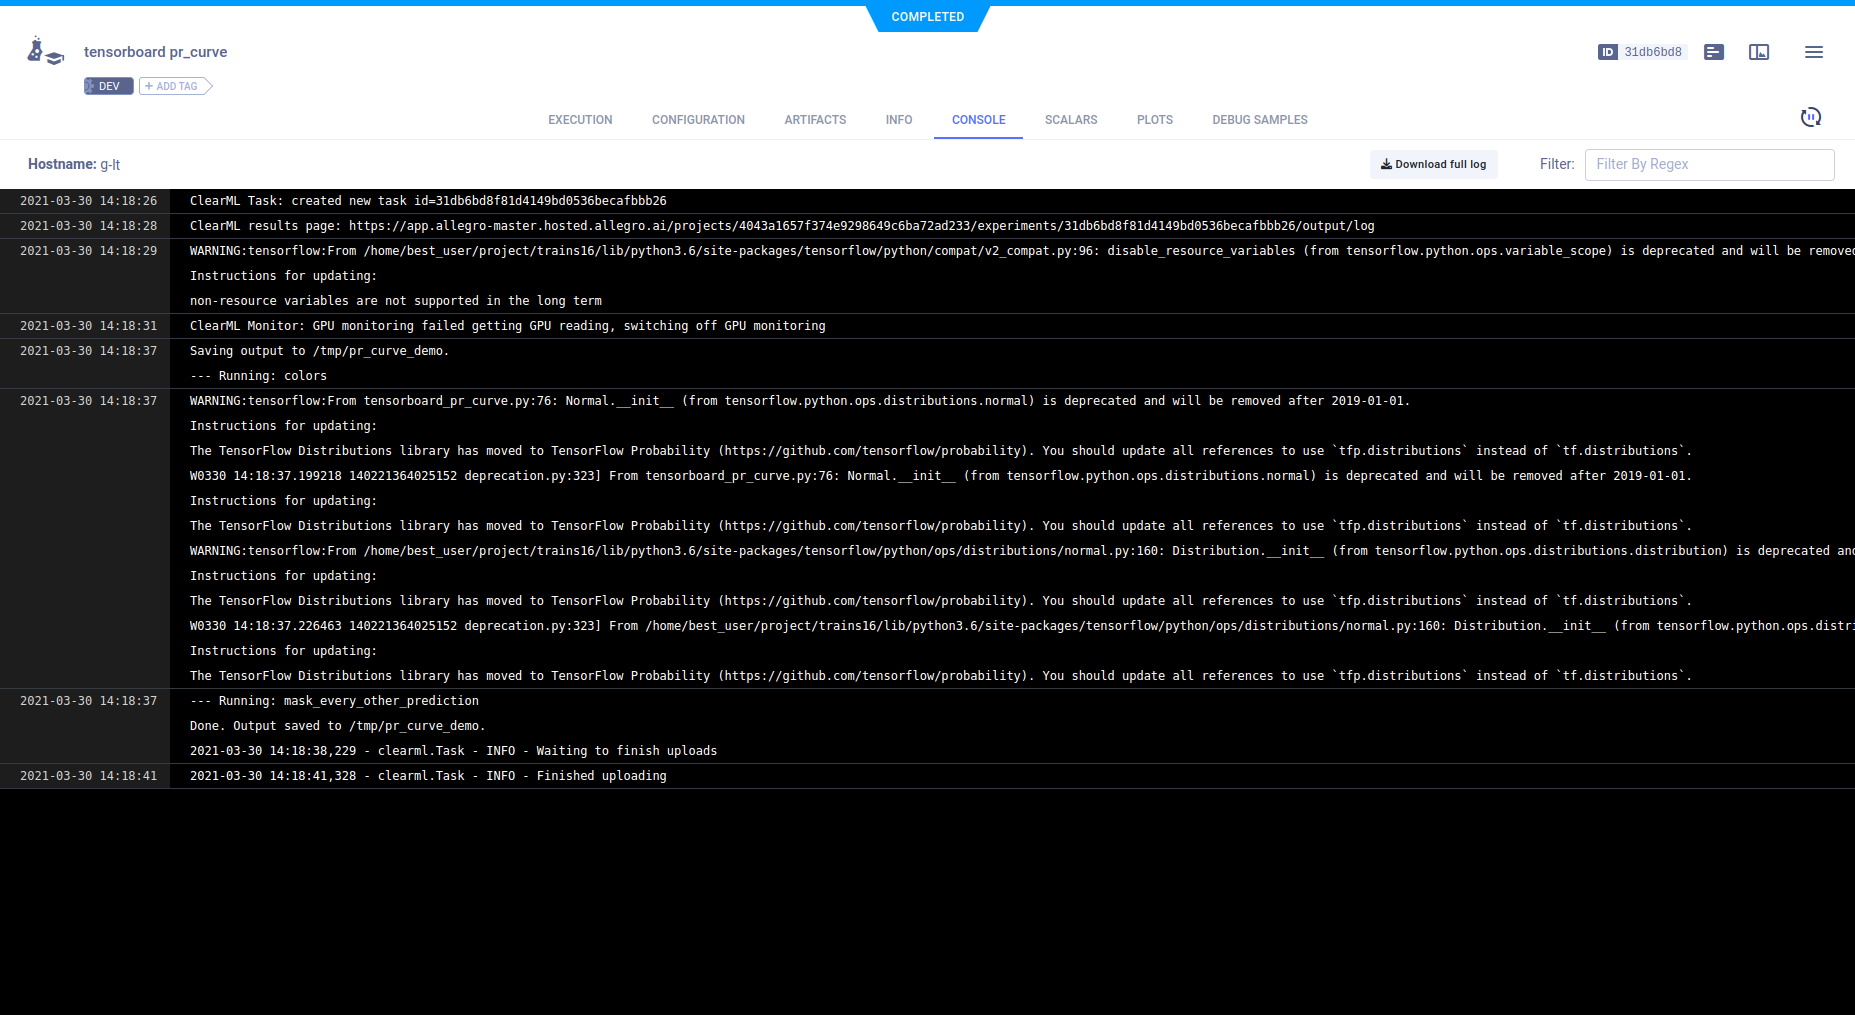 COMPLETED
tensorboard pr_curve
ID 31db6bd8
DEV + ADD TAG
EXECUTION CONFIGURATION ARTIFACTS INFO CONSOLE SCALARS PLOTS DEBUG SAMPLES
Hostname: g-lt Download full log Filter: Filter By Regex
2021-03-30 14:18:26 ClearML Task: created new task id=31db6bd8f81d4149bd0536becafbbb26
2021-03-30 14:18:28 ClearML results page: https://app.allegro-master.hosted.allegro.ai/projects/4043a1657f374e9298649c6ba72ad233/experiments/31db6bd8f81d4149bd0536becafbbb26/output/log
2021-03-30 14:18:29 WARNING:tensorflow:From /home/best_user/project/trains16/lib/python3.6/site-packages/tensorflow/python/compat/v2_compat.py:96: disable_resource_variables (from tensorflow.python.ops.variable_scope) is deprecated and will be removed
Instructions for updating:
non-resource variables are not supported in the long term
2021-03-30 14:18:31 ClearML Monitor: GPU monitoring failed getting GPU reading, switching off GPU monitoring
2021-03-30 14:18:37 Saving output to /tmp/pr_curve_demo.
--- Running: colors
2021-03-30 14:18:37 WARNING:tensorflow:From tensorboard_pr_curve.py:76: Normal.__init__ (from tensorflow.python.ops.distributions.normal) is deprecated and will be removed after 2019-01-01.
Instructions for updating:
The TensorFlow Distributions library has moved to TensorFlow Probability (https://github.com/tensorflow/probability). You should update all references to use `tfp.distributions` instead of `tf.distributions`.
W0330 14:18:37.199218 140221364025152 deprecation.py:323] From tensorboard_pr_curve.py:76: Normal.__init__ (from tensorflow.python.ops.distributions.normal) is deprecated and will be removed after 2019-01-01.
Instructions for updating:
The TensorFlow Distributions library has moved to TensorFlow Probability (https://github.com/tensorflow/probability). You should update all references to use `tfp.distributions` instead of `tf.distributions`.
WARNING:tensorflow:From /home/best_user/project/trains16/lib/python3.6/site-packages/tensorflow/python/ops/distributions/normal.py:160: Distribution.__init__ (from tensorflow.python.ops.distributions.distribution) is deprecated and
Instructions for updating:
The TensorFlow Distributions library has moved to TensorFlow Probability (https://github.com/tensorflow/probability). You should update all references to use `tfp.distributions` instead of `tf.distributions`.
W0330 14:18:37.226463 140221364025152 deprecation.py:323] From /home/best_user/project/trains16/lib/python3.6/site-packages/tensorflow/python/ops/distributions/normal.py:160: Distribution.__init__ (from tensorflow.python.ops.distri
Instructions for updating:
The TensorFlow Distributions library has moved to TensorFlow Probability (https://github.com/tensorflow/probability). You should update all references to use `tfp.distributions` instead of `tf.distributions`.
2021-03-30 14:18:37 --- Running: mask_every_other_prediction
Done. Output saved to /tmp/pr_curve_demo.
2021-03-30 14:18:38,229 - clearml.Task - INFO - Waiting to finish uploads
2021-03-30 14:18:41 2021-03-30 14:18:41,328 - clearml.Task - INFO - Finished uploading